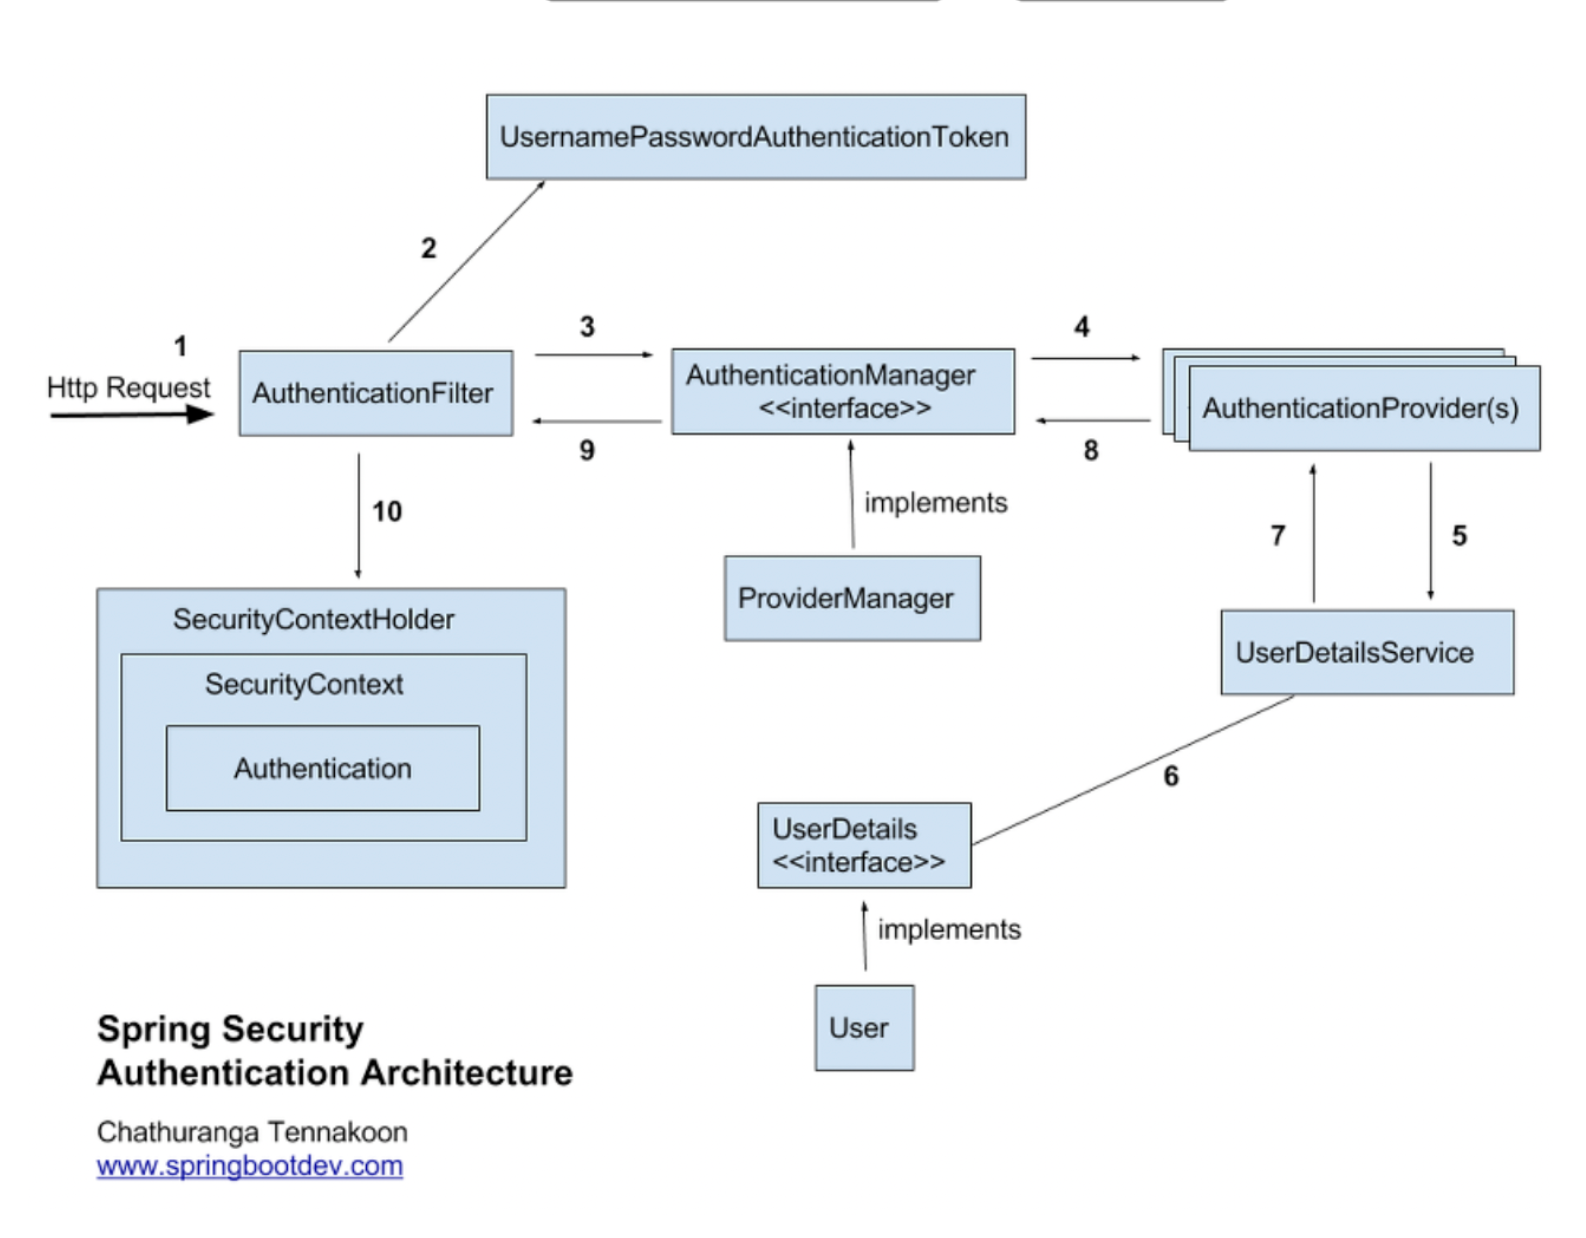 UsernamePasswordAuthenticationToken
2
1
3
4
Http Request
AuthenticationFilter
AuthenticationManager
<<interface>>
AuthenticationProvider(s)
9
8
10
implements
7
5
ProviderManager
SecurityContextHolder
SecurityContext
Authentication
UserDetailsService
6
UserDetails
<<interface>>
implements
User
Spring Security
Authentication Architecture
Chathuranga Tennakoon
www.springbootdev.com